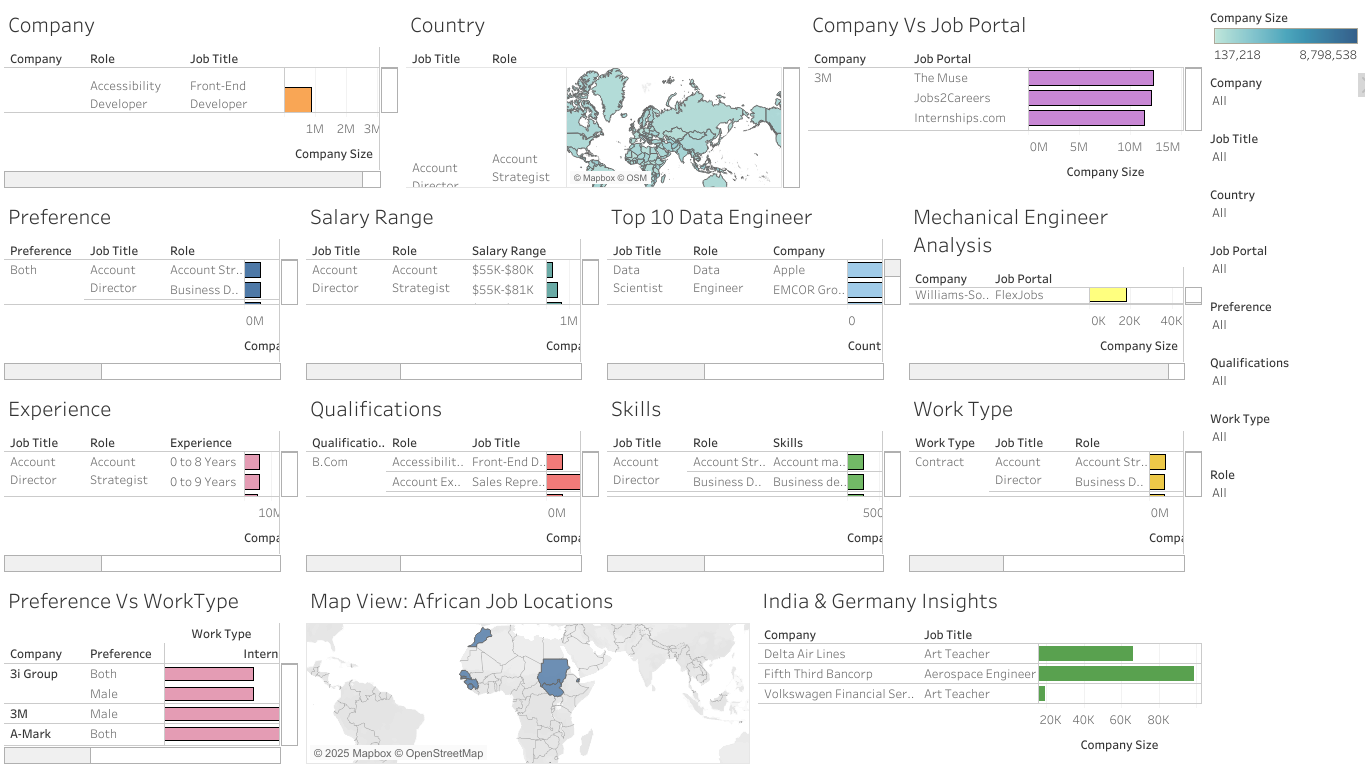 Company
Company Role Job Title
Accessibility Developer Front-End Developer
1M 2M 3M
Company Size
Country
Job Title Role
Account Director Account Strategist
© Mapbox © OSM
Company Vs Job Portal
Company Job Portal
3M The Muse
Jobs2Careers
Internships.com
0M 5M 10M 15M
Company Size
Company Size
137,218 8,798,538
Company
All
Job Title
All
Country
All
Job Portal
All
Preference
All
Qualifications
All
Work Type
All
Role
All
Preference
Preference Job Title Role
Both Account Director Account Str..
Business D..
0M
Compa
Salary Range
Job Title Role Salary Range
Account Director Account Strategist $55K-$80K
$55K-$81K
1M
Compa
Top 10 Data Engineer
Job Title Role Company
Data Scientist Data Engineer Apple
EMCOR Gro..
0
Count
Mechanical Engineer
Analysis
Company Job Portal
Williams-So.. FlexJobs
0K 20K 40K
Company Size
Experience
Job Title Role Experience
Account Director Account Strategist 0 to 8 Years
0 to 9 Years
10M
Compa
Qualifications
Qualificatio.. Role Job Title
B.Com Accessibilit.. Front-End D..
Account Ex.. Sales Repre..
0M
Compa
Skills
Job Title Role Skills
Account Director Account Str.. Account ma..
Business D.. Business de..
500
Compa
Work Type
Work Type Job Title Role
Contract Account Director Account Str..
Business D..
0M
Compa
Preference Vs WorkType
Work Type
Company Preference Intern
3i Group Both
Male
3M Male
A-Mark Both
Map View: African Job Locations
© 2025 Mapbox © OpenStreetMap
India & Germany Insights
Company Job Title
Delta Air Lines Art Teacher
Fifth Third Bancorp Aerospace Engineer
Volkswagen Financial Ser.. Art Teacher
20K 40K 60K 80K
Company Size